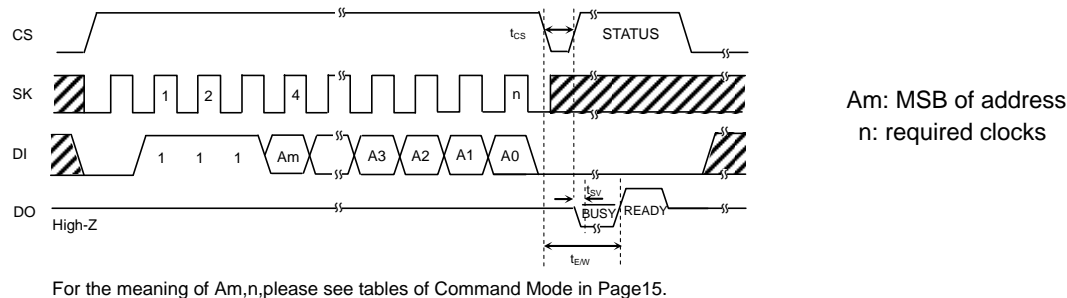 CS
tCS
STATUS
SK
1 2 4 n
DI
1 1 1 Am A3 A2 A1 A0
DO
High-Z
tSV
BUSY
READY
tE/W
Am: MSB of address
n: required clocks
For the meaning of Am,n,please see tables of Command Mode in Page15.